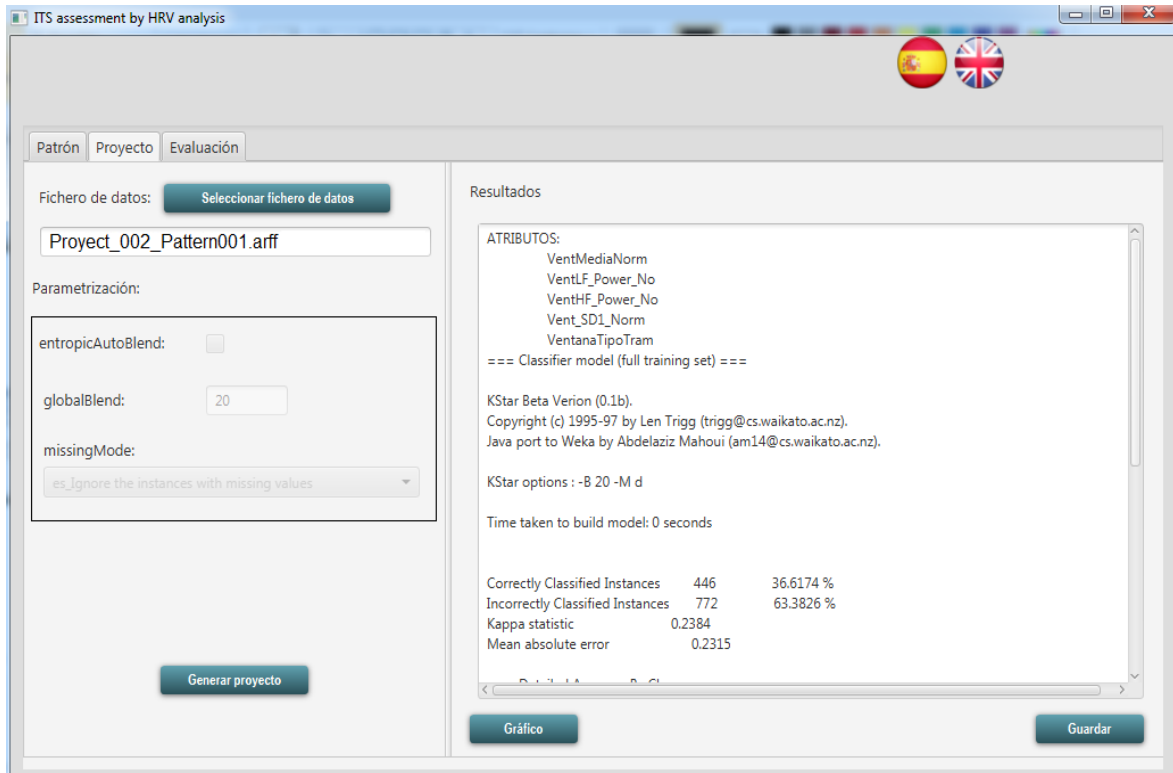 ITS assessment by HRV analysis
Patrón Proyecto Evaluación
Fichero de datos: Seleccionar fichero de datos
Proyect_002_Pattern001.arff
Parametrización:
entropicAutoBlend:
globalBlend: 20
missingMode:
es_Ignore the instances with missing values
Generar proyecto
Resultados
ATRIBUTOS:
VentMediaNorm
VentLF_Power_No
VentHF_Power_No
Vent_SD1_Norm
VentanaTipoTram
=== Classifier model (full training set) ===
KStar Beta Verion (0.1b).
Copyright (c) 1995-97 by Len Trigg (trigg@cs.waikato.ac.nz).
Java port to Weka by Abdelaziz Mahoui (am14@cs.waikato.ac.nz).
KStar options : -B 20 -M d
Time taken to build model: 0 seconds
Correctly Classified Instances 446 36.6174 %
Incorrectly Classified Instances 772 63.3826 %
Kappa statistic 0.2384
Mean absolute error 0.2315
Gráfico Guardar